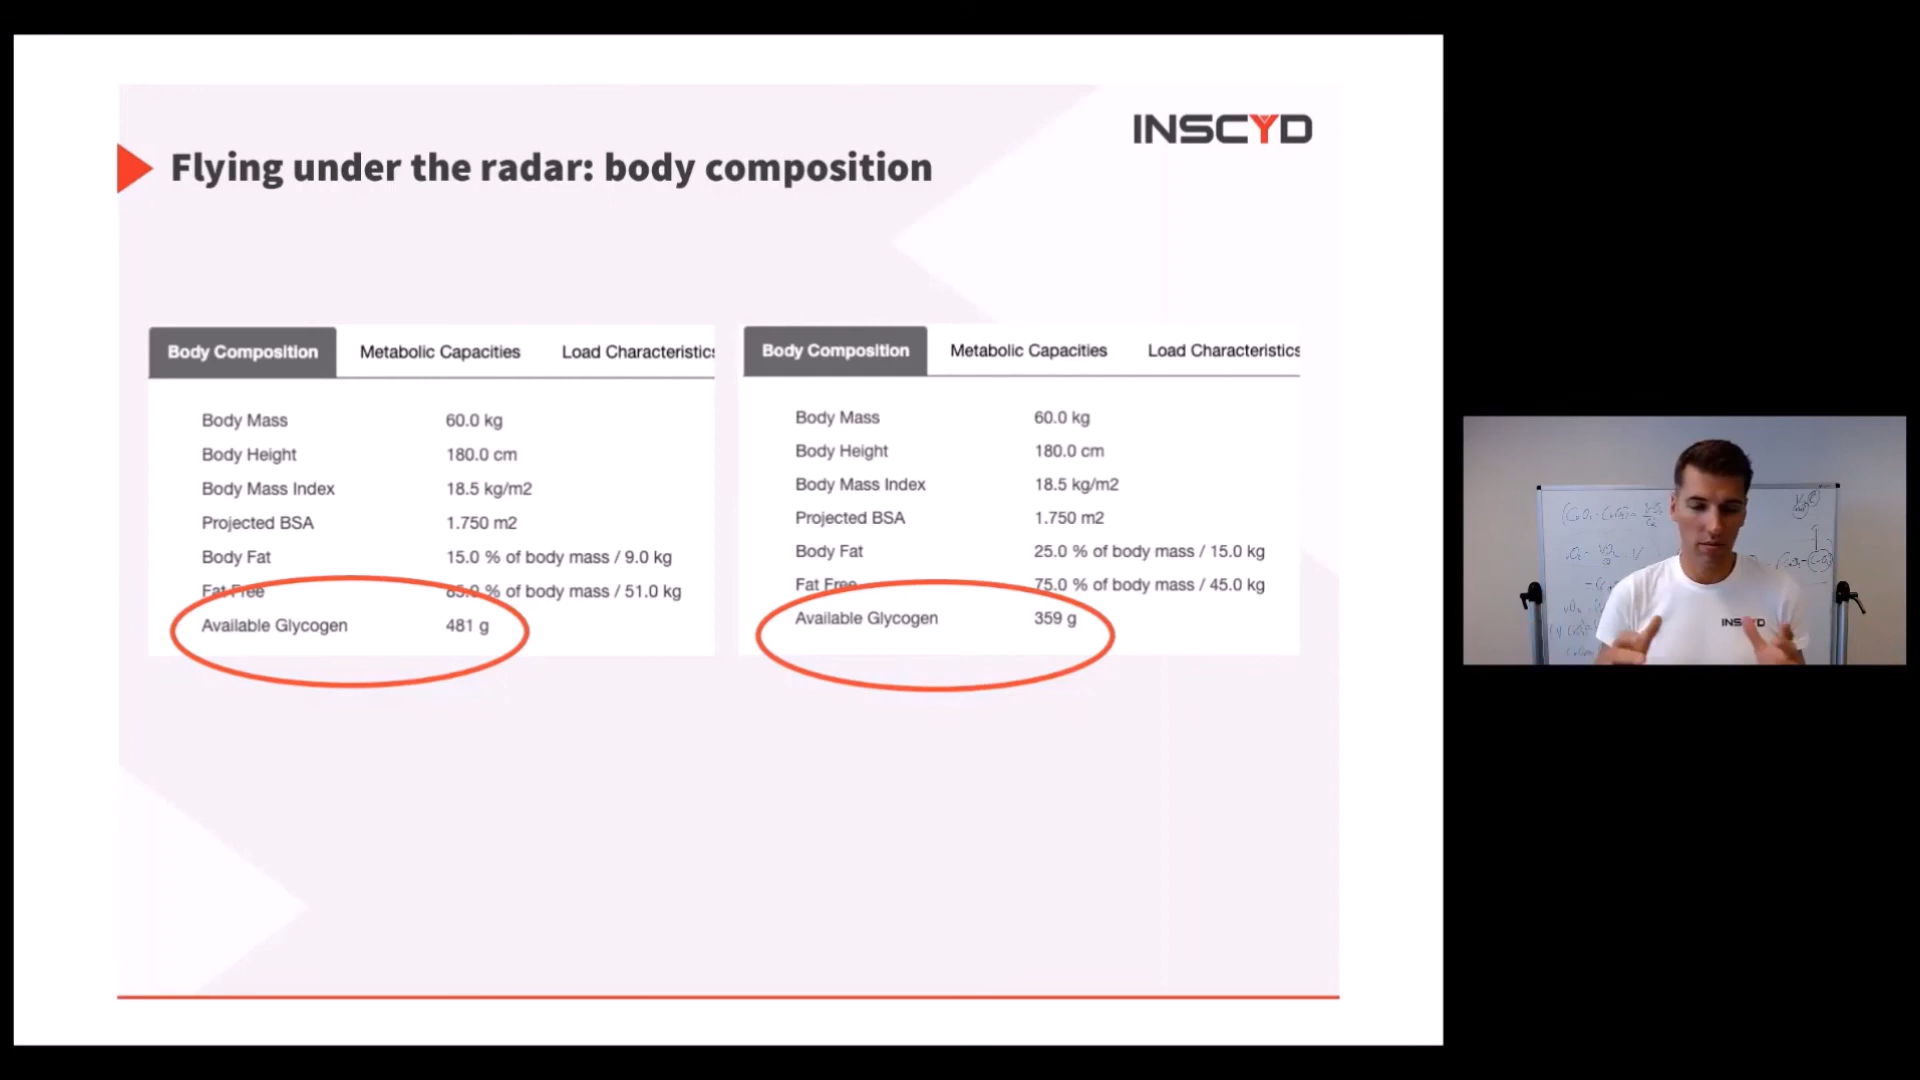 INSCYD
Flying under the radar: body composition
Body Composition Metabolic Capacities Load Characteristics
Body Mass 60.0 kg
Body Height 180.0 cm
Body Mass Index 18.5 kg/m2
Projected BSA 1.750 m2
Body Fat 15.0 % of body mass / 9.0 kg
Fat Free 85.0 % of body mass / 51.0 kg
Available Glycogen 481 g
Body Composition Metabolic Capacities Load Characteristics
Body Mass 60.0 kg
Body Height 180.0 cm
Body Mass Index 18.5 kg/m2
Projected BSA 1.750 m2
Body Fat 25.0 % of body mass / 15.0 kg
Fat Free 75.0 % of body mass / 45.0 kg
Available Glycogen 359 g
INSCYD